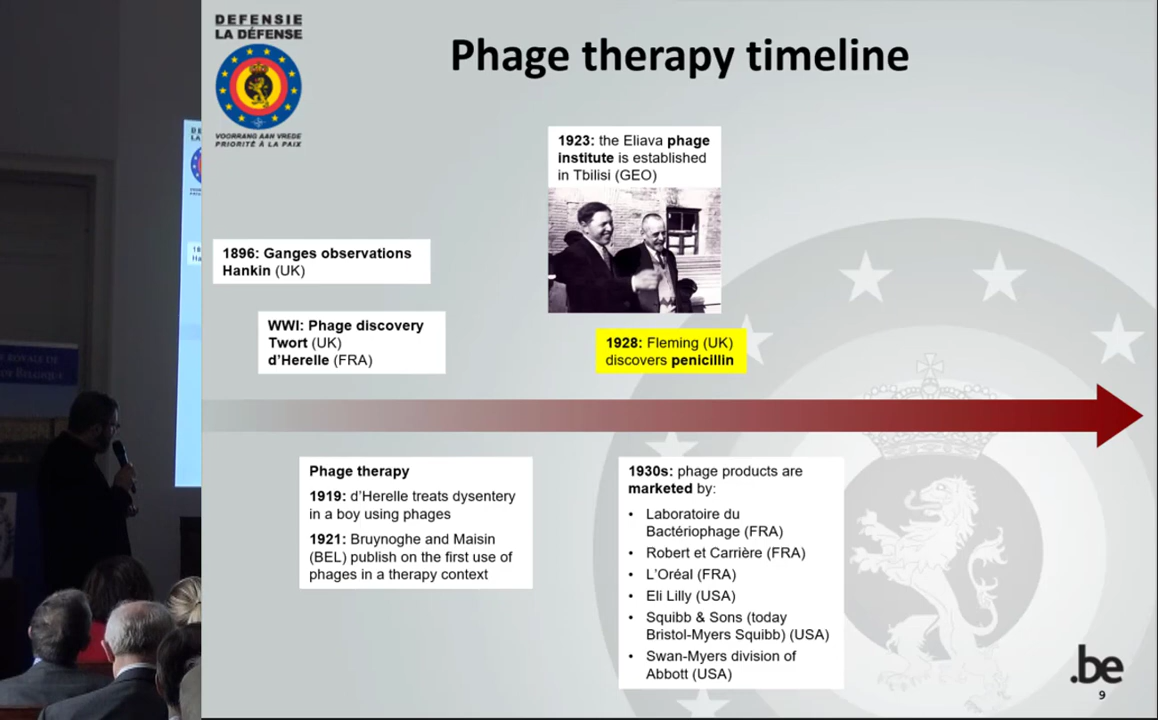 DEFENSIE
LA DÉFENSE
VOORRANG AAN VREDE
PRIORITÉ À LA PAIX
Phage therapy timeline
1923: the Eliava phage
institute is established
in Tbilisi (GEO)
1896: Ganges observations
Hankin (UK)
WWI: Phage discovery
Twort (UK)
d'Herelle (FRA)
1928: Fleming (UK)
discovers penicillin
Phage therapy
1919: d'Herelle treats dysentery
in a boy using phages
1921: Bruynoghe and Maisin
(BEL) publish on the first use of
phages in a therapy context
1930s: phage products are
marketed by:
• Laboratoire du
Bactériophage (FRA)
• Robert et Carrière (FRA)
• L'Oréal (FRA)
• Eli Lilly (USA)
• Squibb & Sons (today
Bristol-Myers Squibb) (USA)
• Swan-Myers division of
Abbott (USA)
.be
9
ROYALE DE
DE BELGIQUE